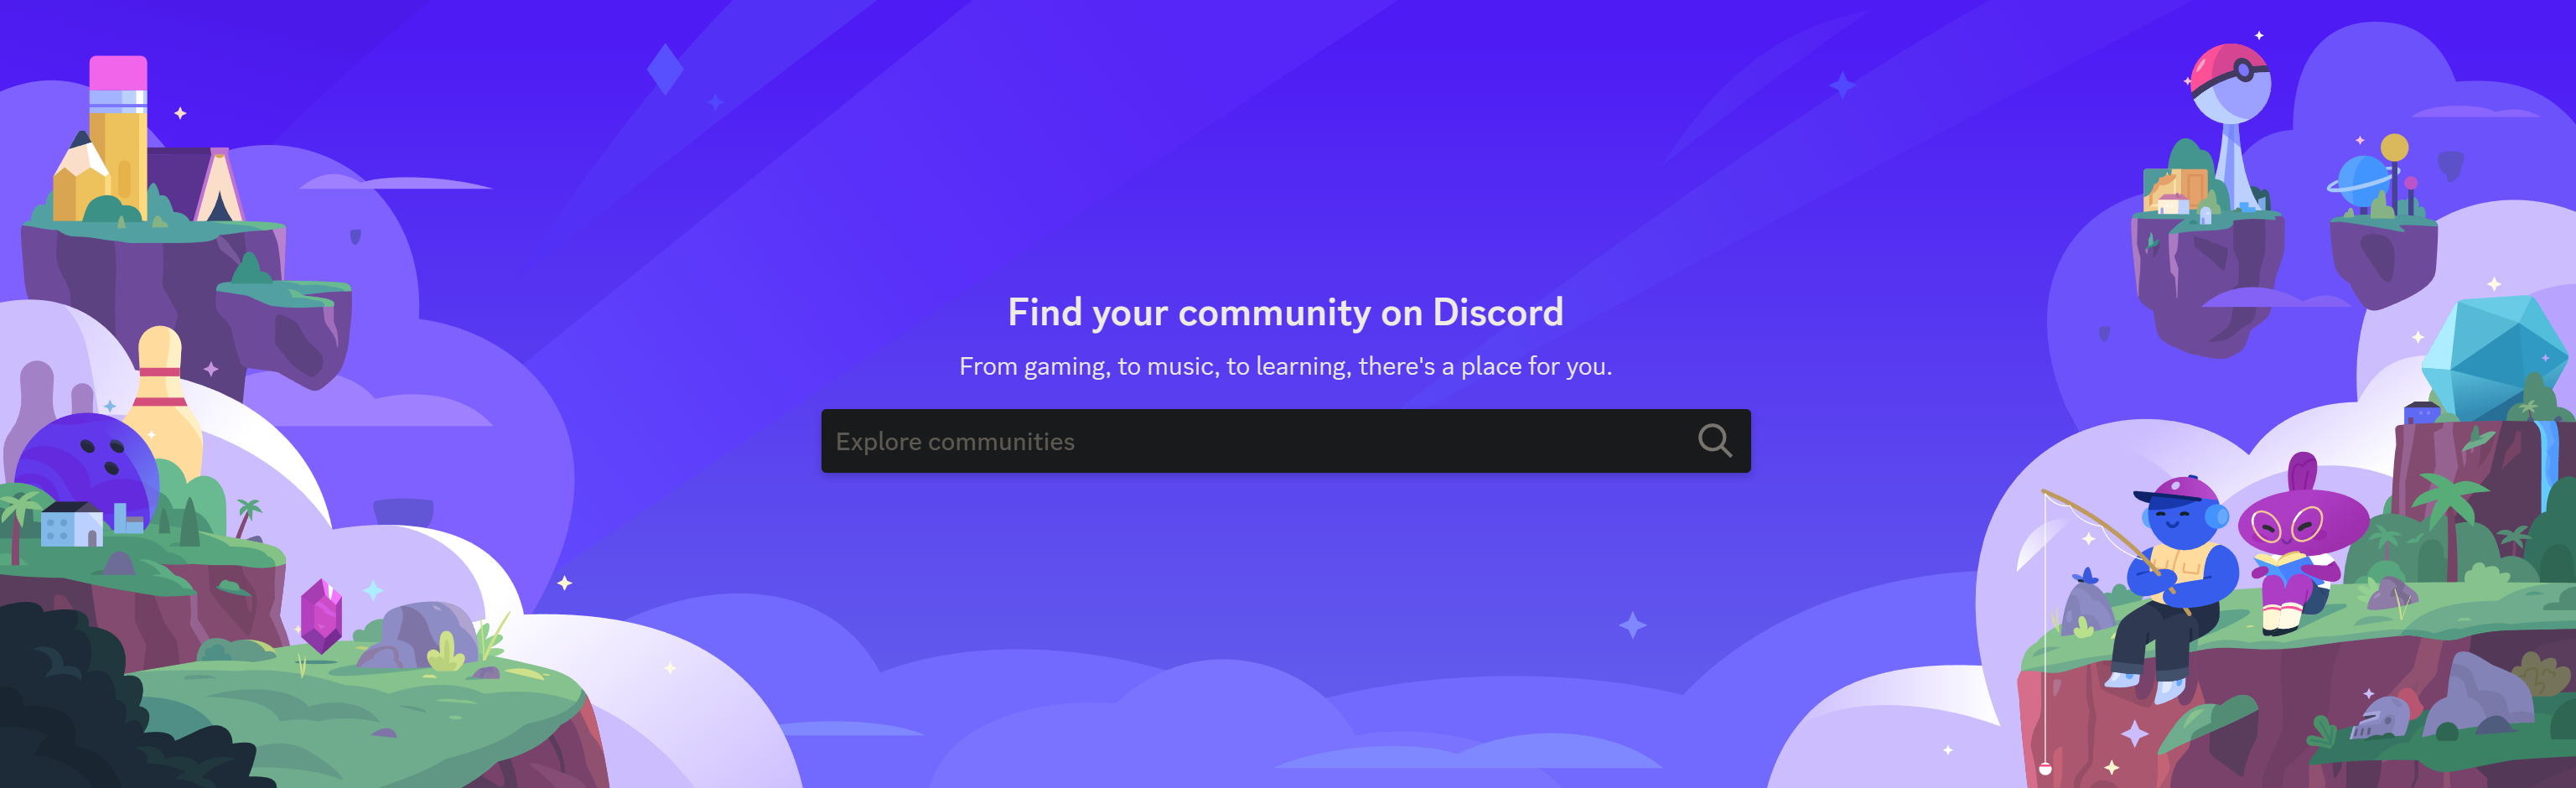 Find your community on Discord
From gaming, to music, to learning, there's a place for you.
Explore communities